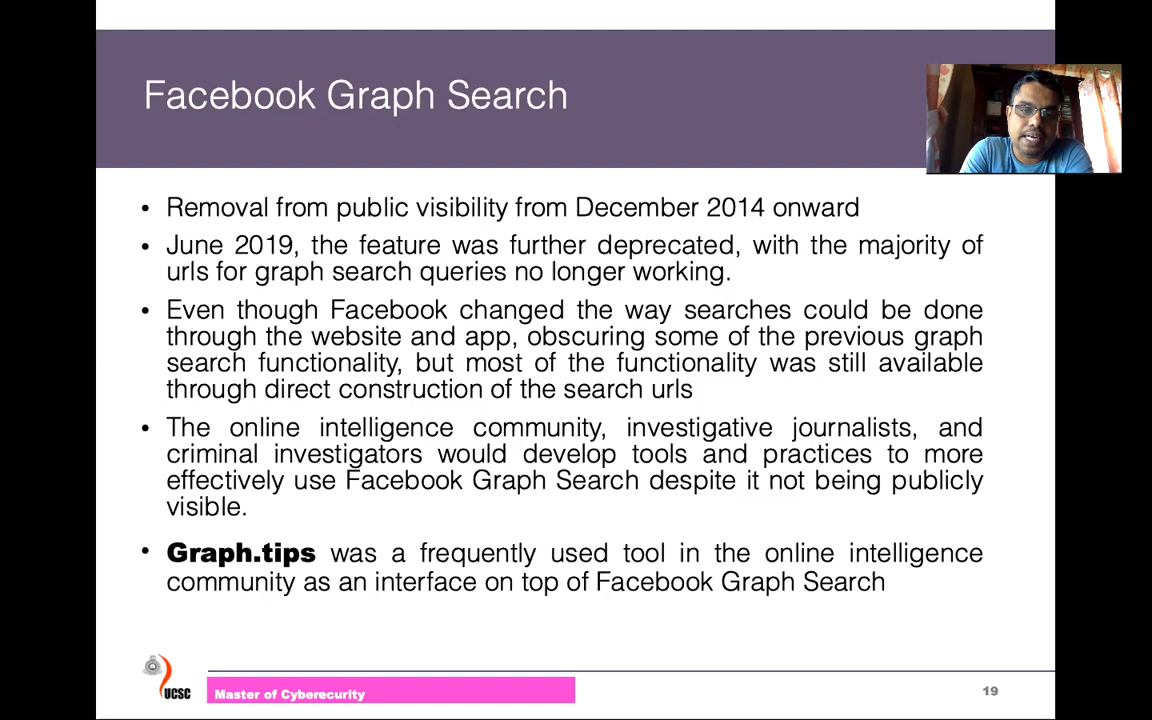 Facebook Graph Search
• Removal from public visibility from December 2014 onward
• June 2019, the feature was further deprecated, with the majority of
urls for graph search queries no longer working.
• Even though Facebook changed the way searches could be done
through the website and app, obscuring some of the previous graph
search functionality, but most of the functionality was still available
through direct construction of the search urls
• The online intelligence community, investigative journalists, and
criminal investigators would develop tools and practices to more
effectively use Facebook Graph Search despite it not being publicly
visible.
• Graph.tips was a frequently used tool in the online intelligence
community as an interface on top of Facebook Graph Search
UCSC
Master of Cyberecurity
19